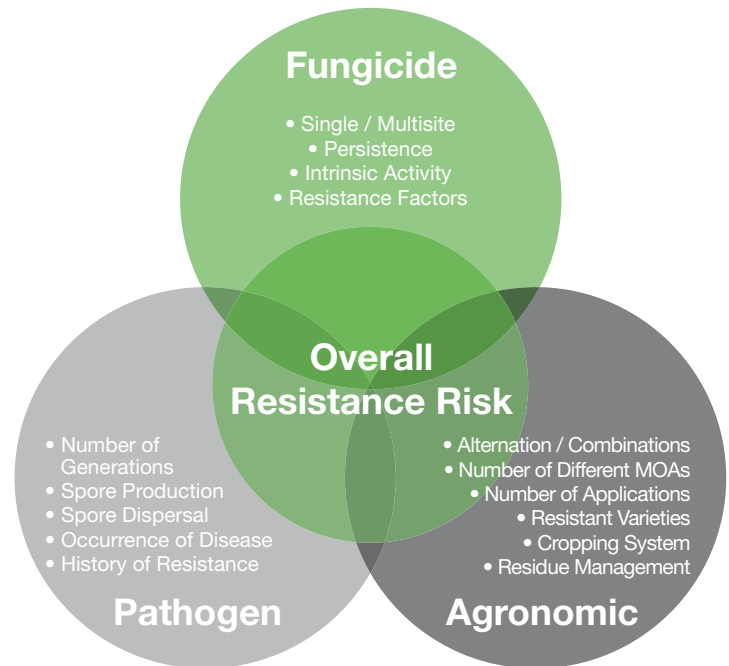 Fungicide
• Single / Multisite
• Persistence
• Intrinsic Activity
• Resistance Factors
Overall
Resistance Risk
• Number of
Generations
• Spore Production
• Spore Dispersal
• Occurrence of Disease
• History of Resistance
Pathogen
• Alternation / Combinations
• Number of Different MOAs
• Number of Applications
• Resistant Varieties
• Cropping System
• Residue Management
Agronomic